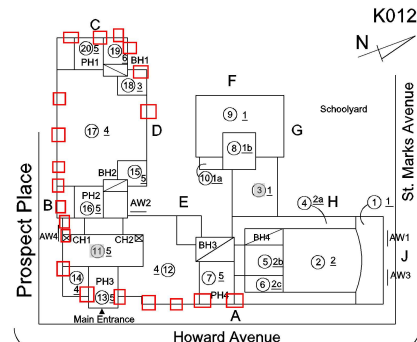 K012
N
C
20 5
19 6
PH1
BH1
18 3
F
9 1
Schoolyard
St. Marks Avenue
17 4
D
G
8 1b
10 1a
3 1
BH2
15 5
PH2
16 5
AW2
Prospect Place
B
E
4 2a
H
1 1
AW4
CH1
CH2
11 5
BH3
BH4
AW1
J
14 4
PH3
4 12
7 5
5 2b
2 2
6 2c
AW3
13 5
PH4
Main Entrance
A
Howard Avenue